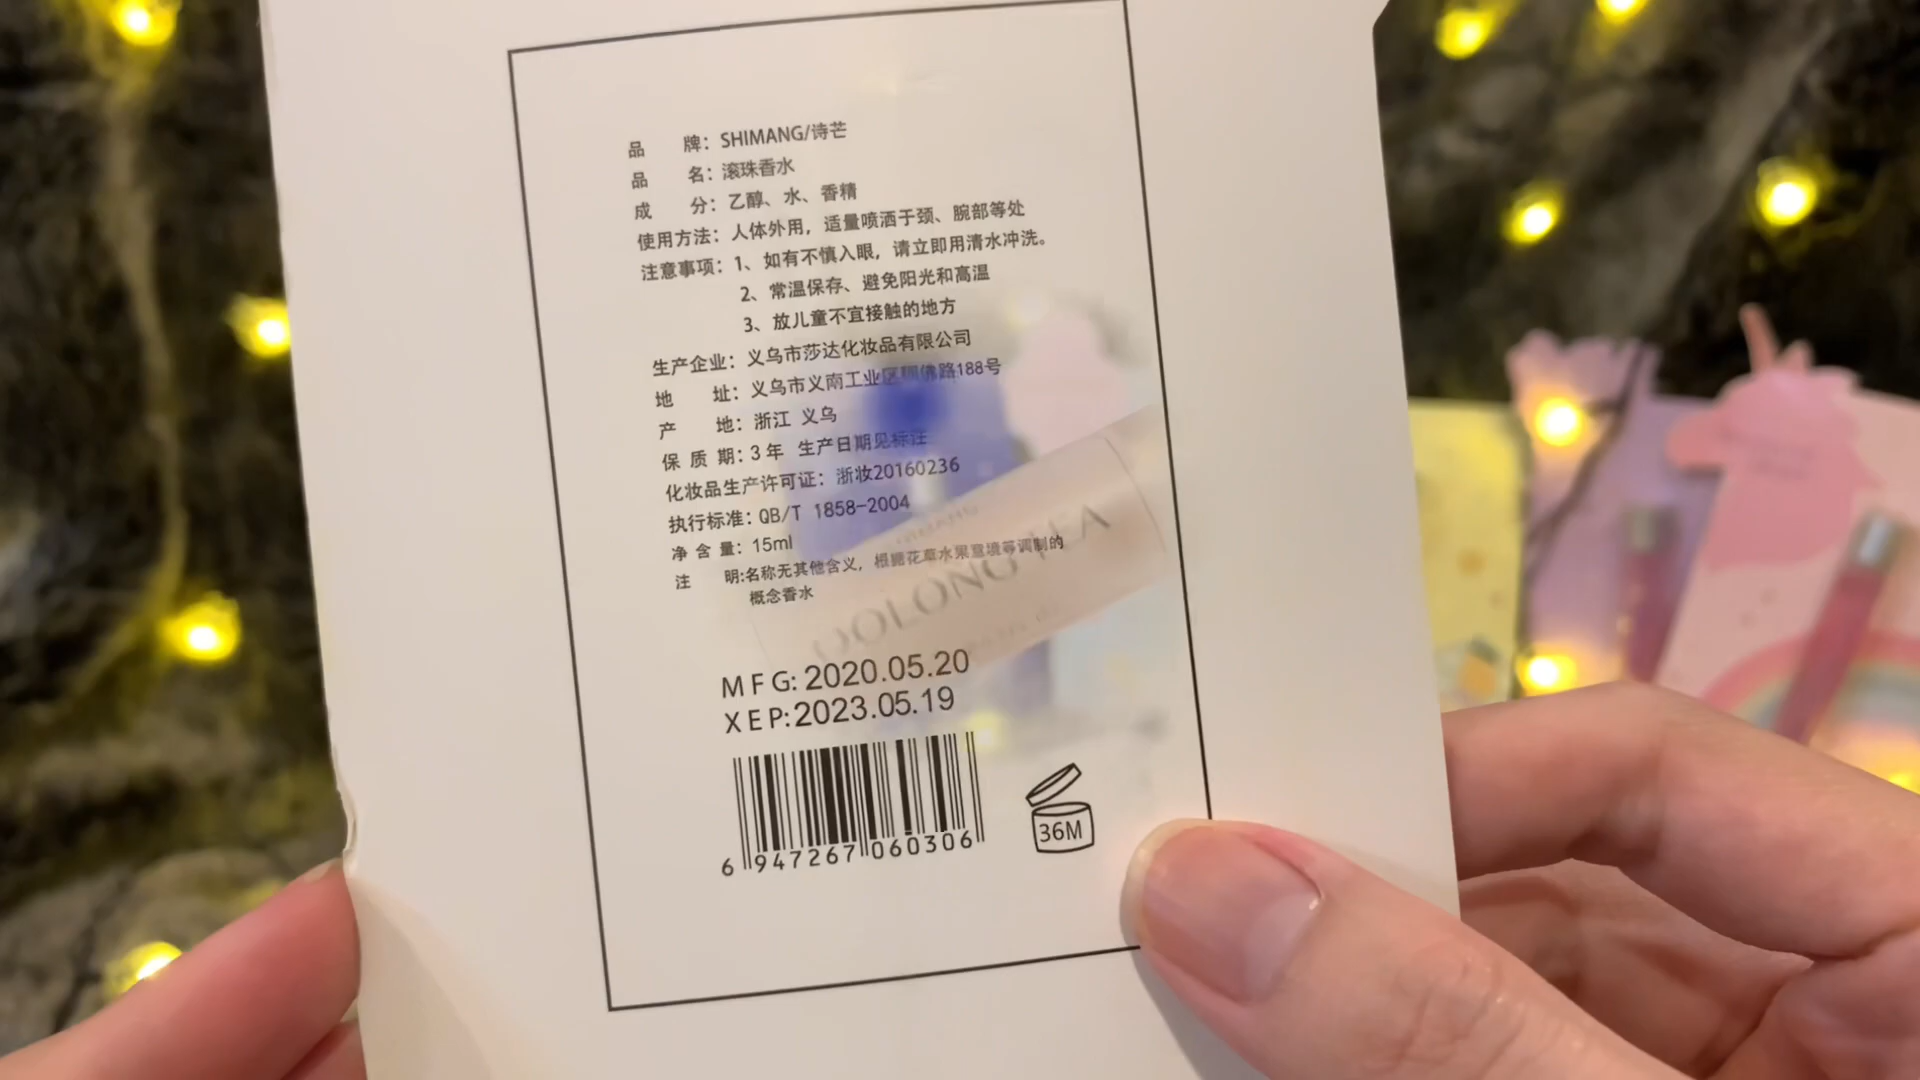 品 牌：SHIMANG/诗芒
品 名：滚珠香水
成 分：乙醇、水、香精
使用方法：人体外用，适量喷洒于颈、腕部等处
注意事项：1、如有不慎入眼，请立即用清水冲洗。
2、常温保存、避免阳光和高温
3、放儿童不宜接触的地方
生产企业：义乌市莎达化妆品有限公司
地 址：义乌市义南工业区 路188号
产 地：浙江 义乌
保 质 期：3年 生产日期见标注
化妆品生产许可证：浙妆20160236
执行标准：QB/T 1858-2004
净 含 量：15ml
注 明:名称无其他含义，根据花草水果意境等调制的
概念香水
OOLONG TEA
MFG:2020.05.20
XEP:2023.05.19
6 947267 060306
36M